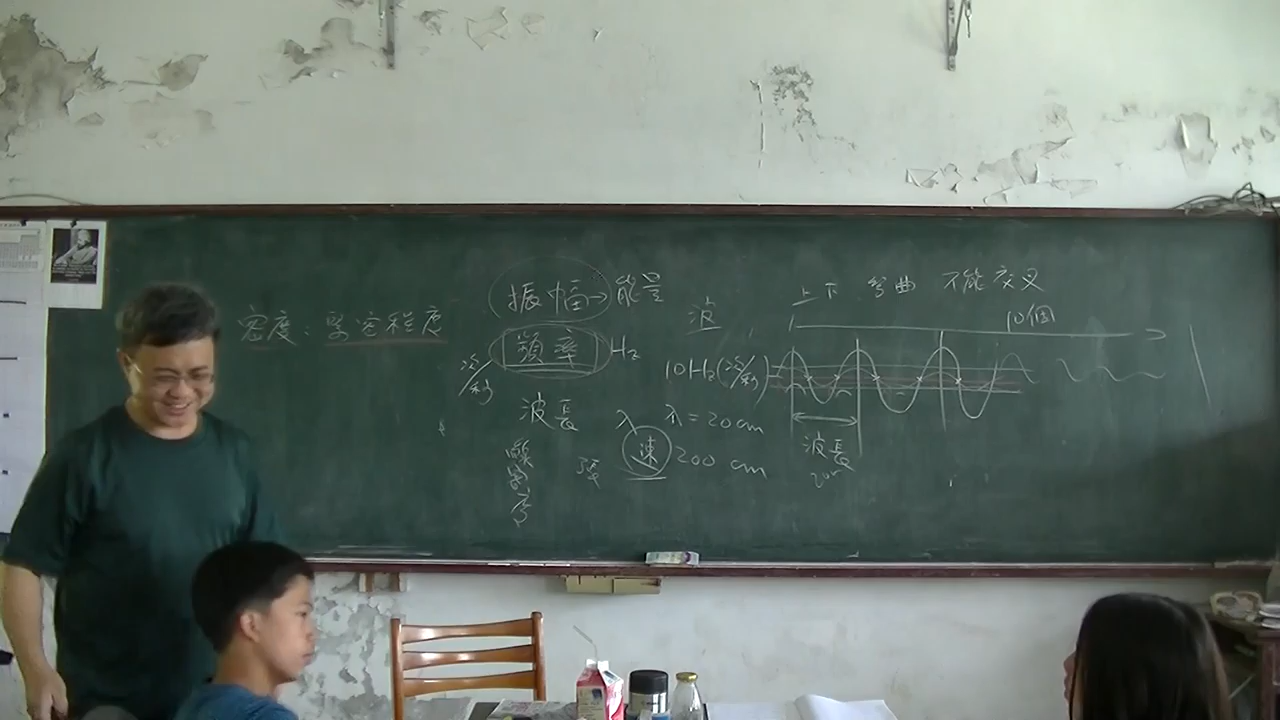 密度：緊密程度
振幅→能量
頻率 Hz
次/秒
波長 λ
速
波
上下 彎曲 不能交叉
10個
10Hz(次/秒)
λ=20cm
200 cm
波長